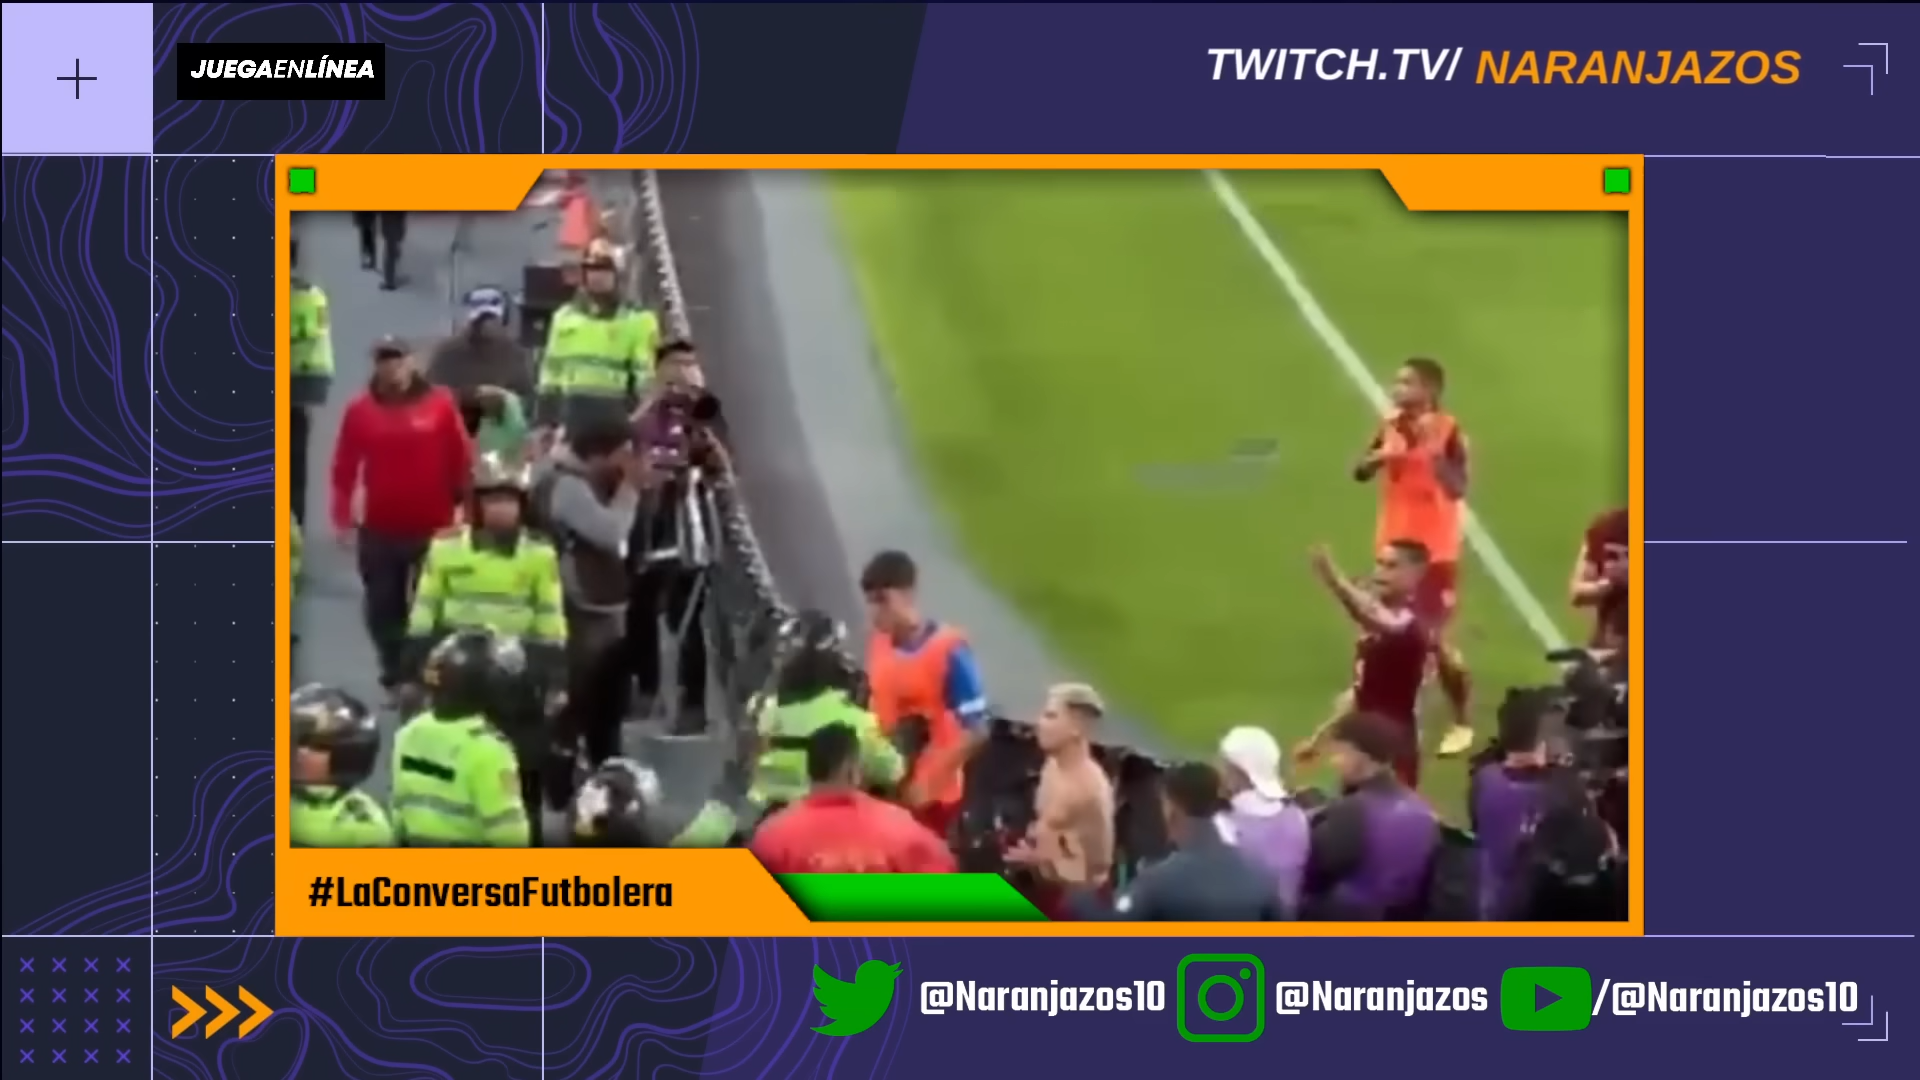 JUEGAENLÍNEA
TWITCH.TV/ NARANJAZOS
#LaConversaFutbolera
@Naranjazos10
@Naranjazos
/@Naranjazos10